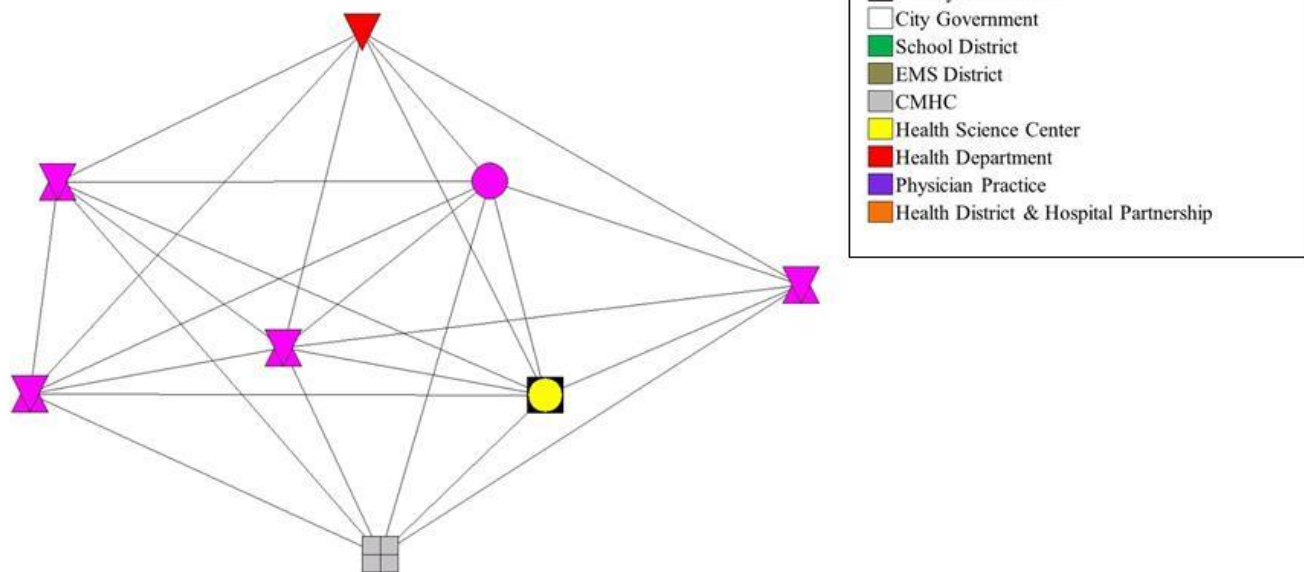 City Government
School District
EMS District
CMHC
Health Science Center
Health Department
Physician Practice
Health District & Hospital Partnership